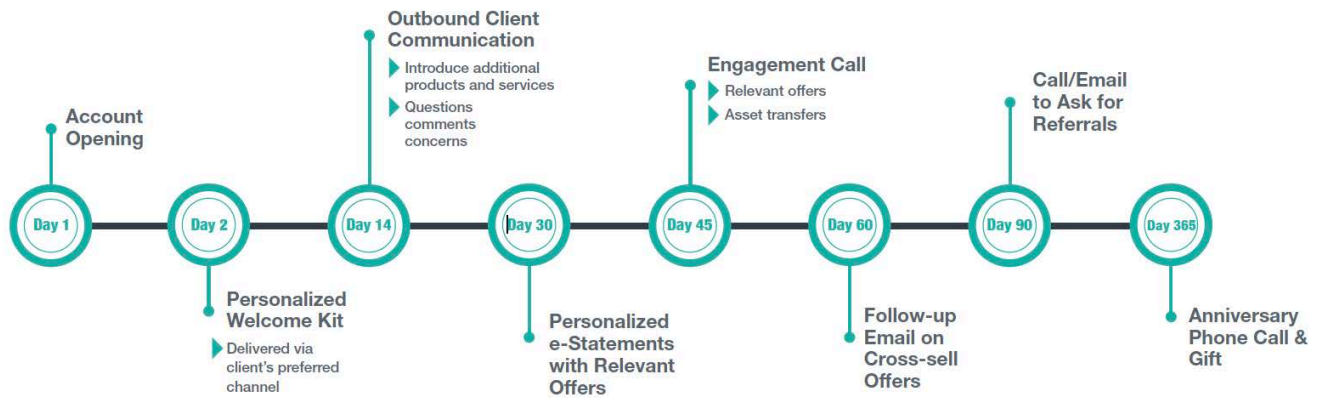 Account
Opening
Day 1
Day 2
Personalized
Welcome Kit
Delivered via
client's preferred
channel
Outbound Client
Communication
Introduce additional
products and services
Questions
comments
concerns
Day 14
Day 30
Personalized
e-Statements
with Relevant
Offers
Engagement Call
Relevant offers
Asset transfers
Day 45
Day 60
Follow-up
Email on
Cross-sell
Offers
Call/Email
to Ask for
Referrals
Day 90
Day 365
Anniversary
Phone Call &
Gift